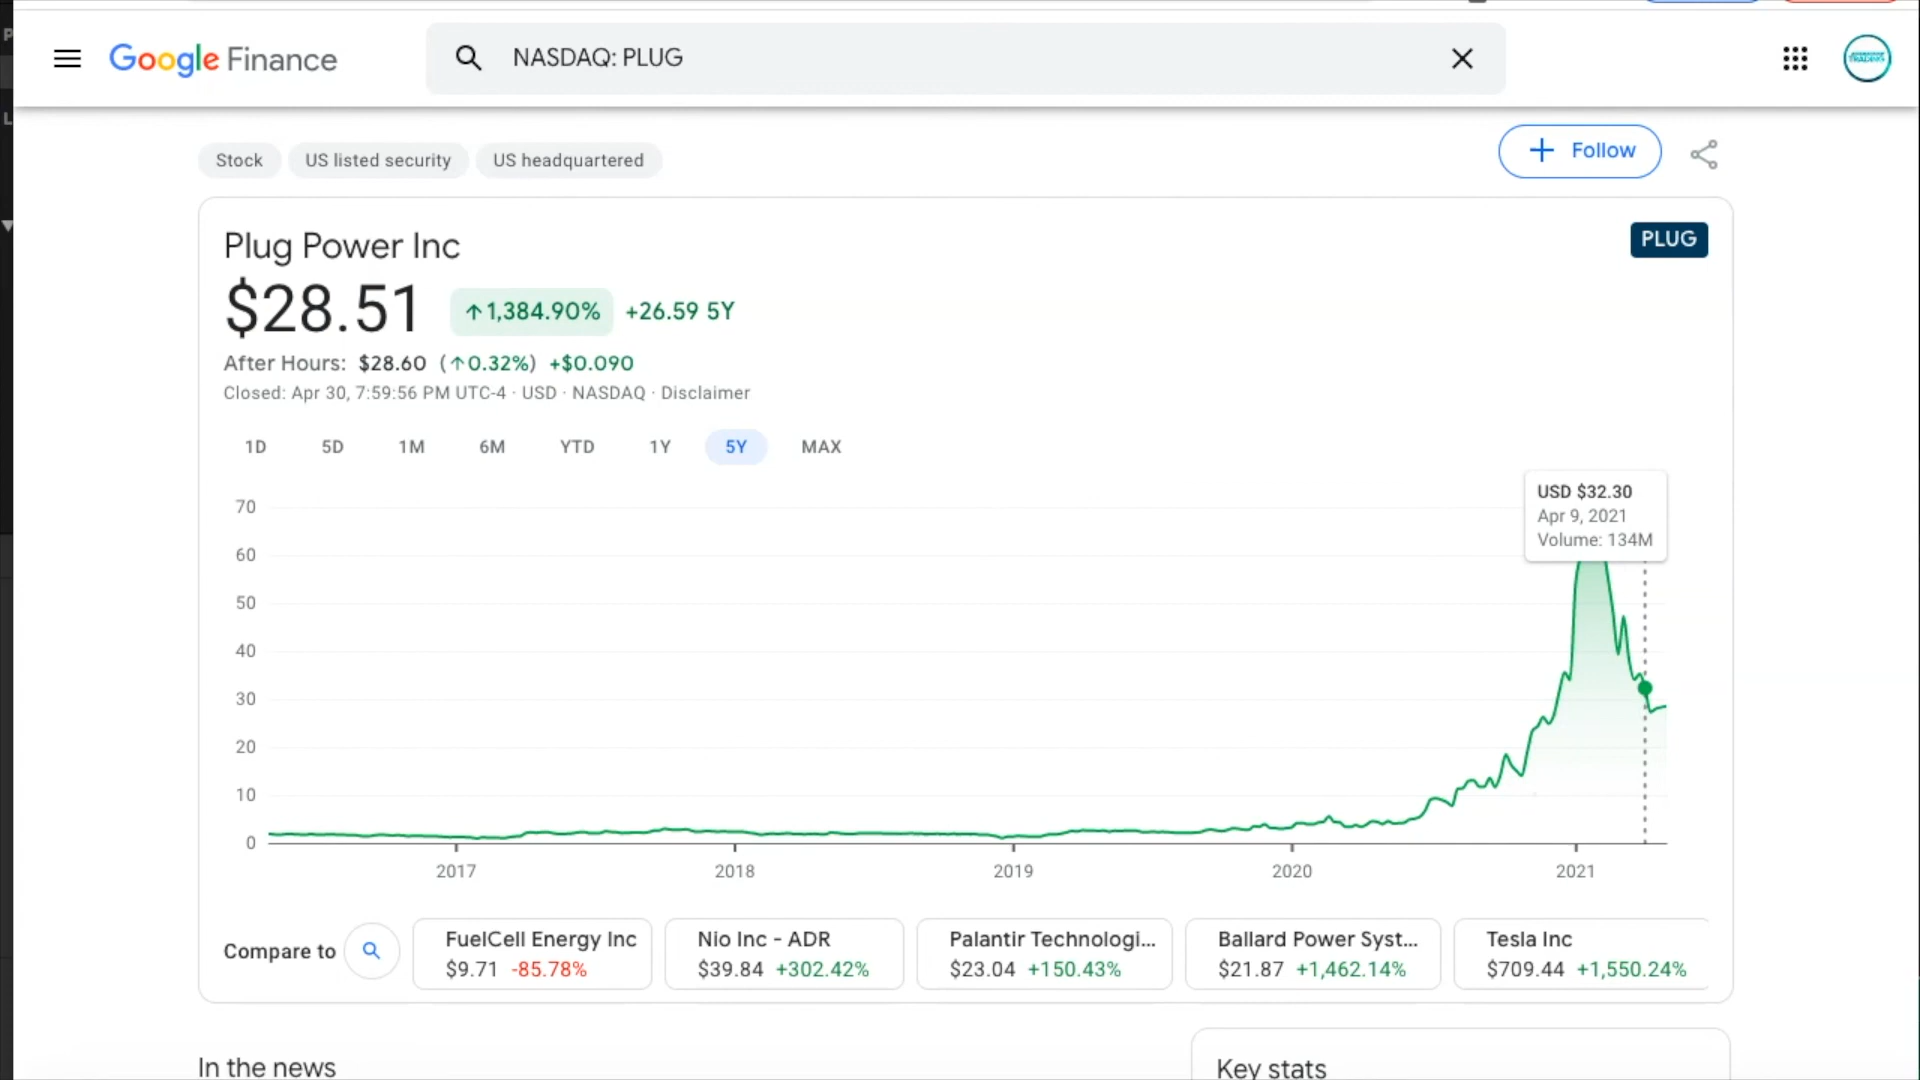 Google Finance
NASDAQ: PLUG
Stock
US listed security
US headquartered
Follow
Plug Power Inc
PLUG
$28.51
↑1,384.90%
+26.59 5Y
After Hours: $28.60 (↑0.32%) +$0.090
Closed: Apr 30, 7:59:56 PM UTC-4 · USD · NASDAQ · Disclaimer
1D
5D
1M
6M
YTD
1Y
5Y
MAX
USD $32.30
Apr 9, 2021
Volume: 134M
70
60
50
40
30
20
10
0
2017
2018
2019
2020
2021
Compare to
FuelCell Energy Inc
$9.71 -85.78%
Nio Inc - ADR
$39.84 +302.42%
Palantir Technologi...
$23.04 +150.43%
Ballard Power Syst...
$21.87 +1,462.14%
Tesla Inc
$709.44 +1,550.24%
In the news
Key stats